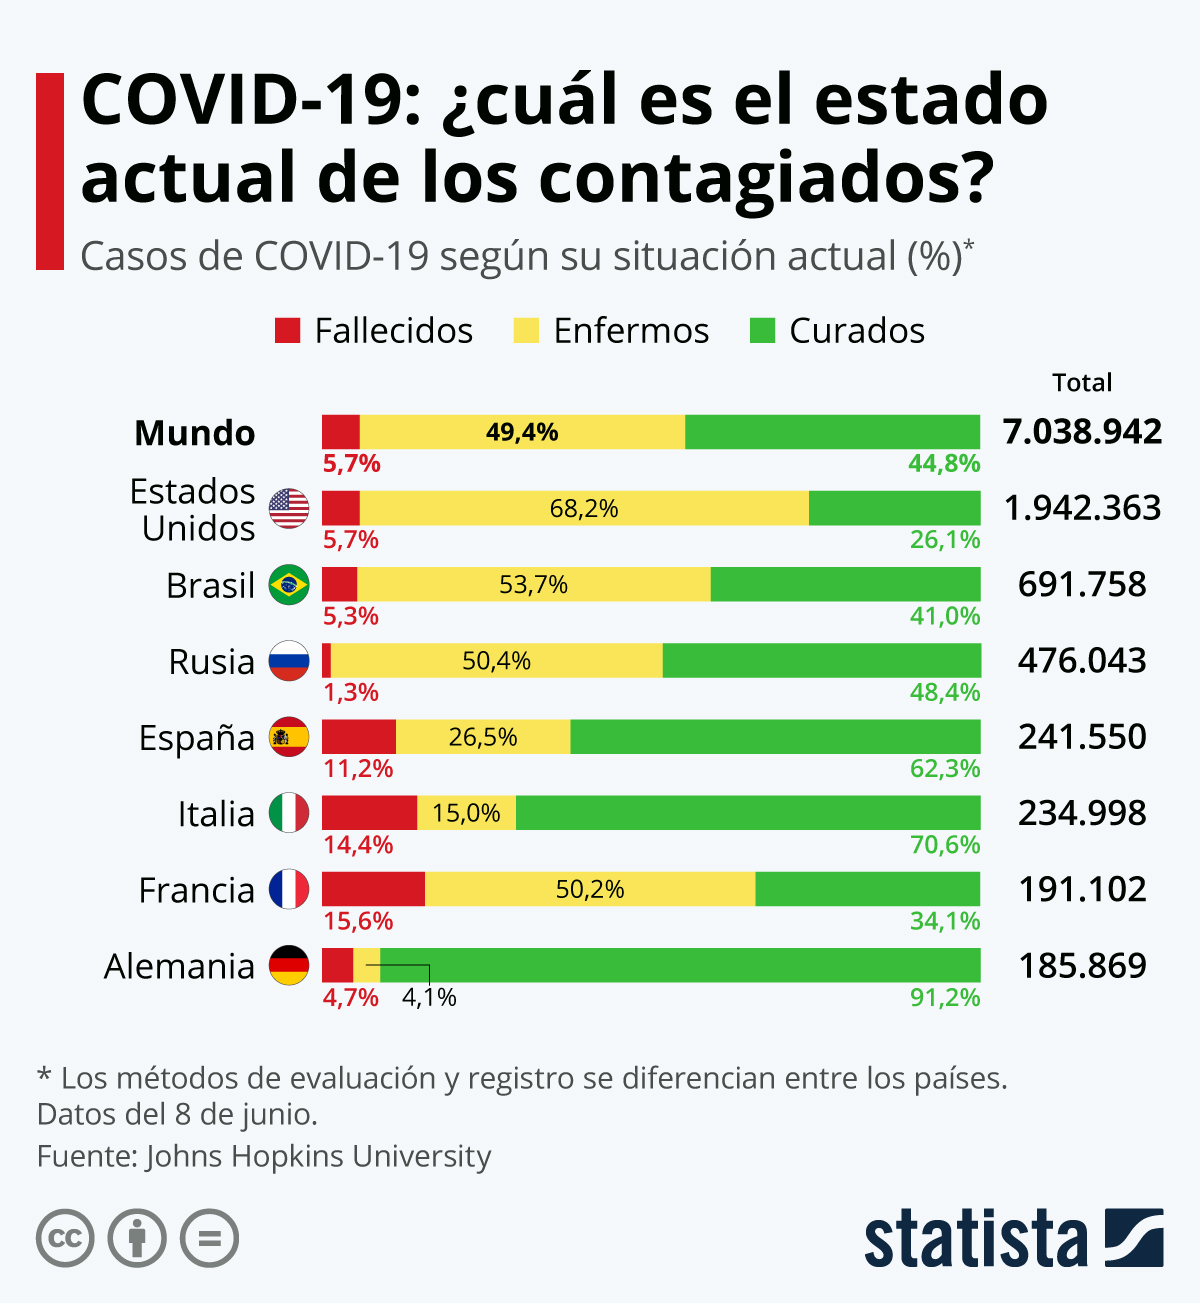 COVID-19: ¿cuál es el estado
actual de los contagiados?
Casos de COVID-19 según su situación actual (%)*
Fallecidos Enfermos Curados
Total
Mundo 49,4% 7.038.942
5,7% 44,8%
Estados
Unidos 68,2% 1.942.363
5,7% 26,1%
Brasil 53,7% 691.758
5,3% 41,0%
Rusia 50,4% 476.043
1,3% 48,4%
España 26,5% 241.550
11,2% 62,3%
Italia 15,0% 234.998
14,4% 70,6%
Francia 50,2% 191.102
15,6% 34,1%
Alemania 185.869
4,7% 4,1% 91,2%
* Los métodos de evaluación y registro se diferencian entre los países.
Datos del 8 de junio.
Fuente: Johns Hopkins University
cc = statista